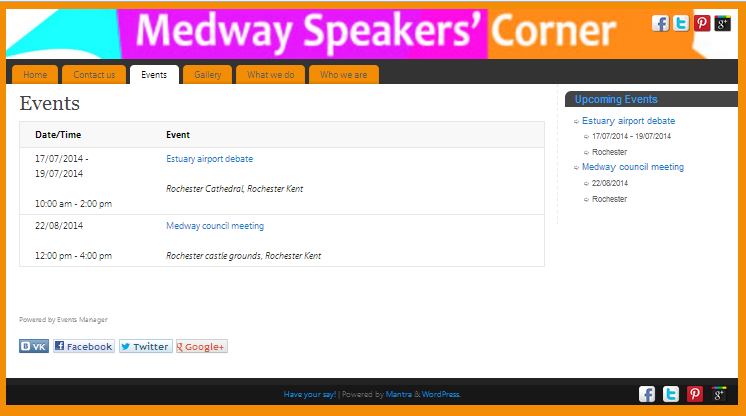 Medway Speakers' Corner
Home
Contact us
Events
Gallery
What we do
Who we are
Events
Date/Time Event
17/07/2014 - Estuary airport debate
19/07/2014
Rochester Cathedral, Rochester Kent
10:00 am - 2:00 pm
22/08/2014 Medway council meeting
12:00 pm - 4:00 pm Rochester castle grounds, Rochester Kent
Upcoming Events
Estuary airport debate
17/07/2014 - 19/07/2014
Rochester
Medway council meeting
22/08/2014
Rochester
Powered by Events Manager
B VK Facebook Twitter Google+
Have your say! | Powered by Mantra & WordPress.